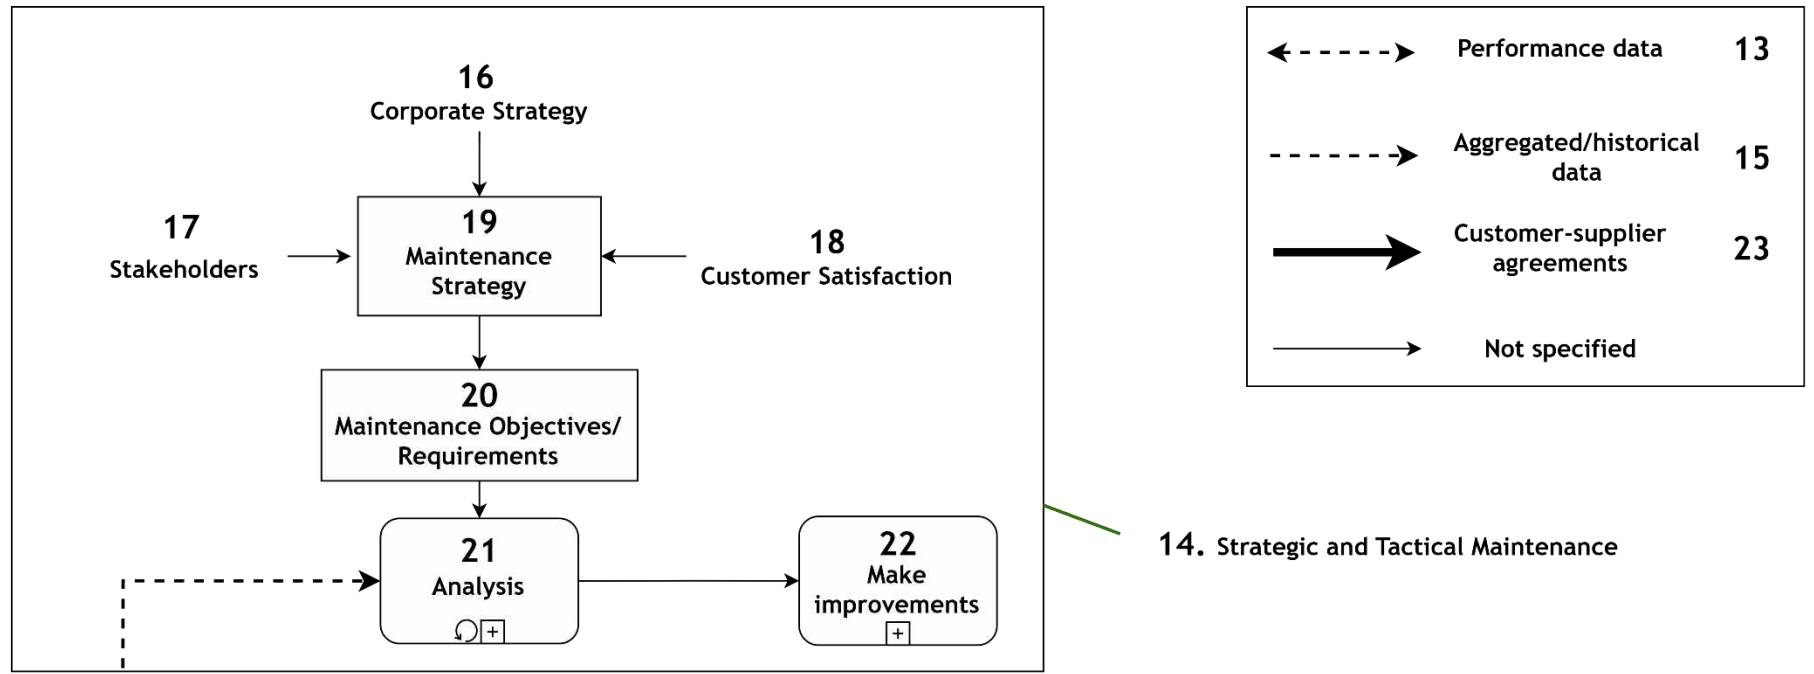 16
Corporate Strategy
17
Stakeholders
19
Maintenance
Strategy
18
Customer Satisfaction
20
Maintenance Objectives/
Requirements
21
Analysis
+
22
Make
improvements
+
Performance data 13
Aggregated/historical
data
15
Customer-supplier
agreements
23
Not specified
14. Strategic and Tactical Maintenance